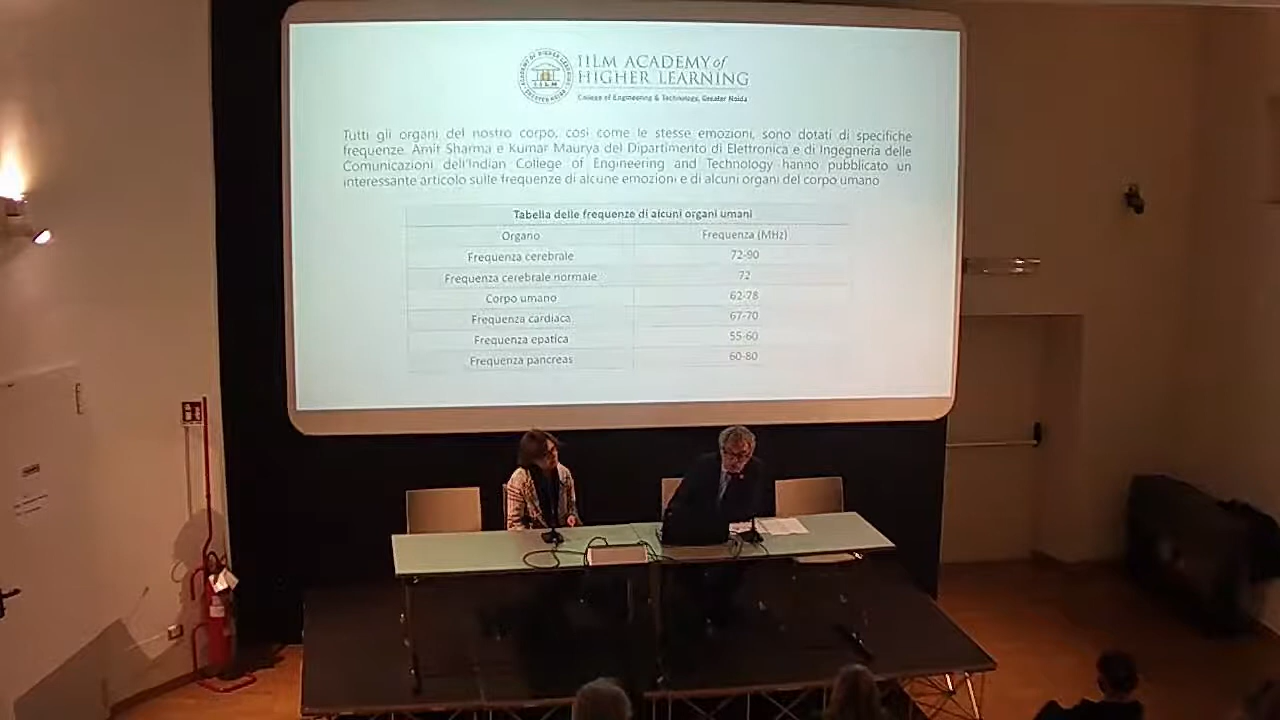 IILM ACADEMY of
HIGHER LEARNING
College of Engineering & Technology, Greater Noida
Tutti gli organi del nostro corpo, così come le stesse emozioni, sono dotati di specifiche
frequenze. Amit Sharma e Kumar Maurya del Dipartimento di Elettronica e di Ingegneria delle
Comunicazioni dell'Indian College of Engineering and Technology hanno pubblicato un
interessante articolo sulle frequenze di alcune emozioni e di alcuni organi del corpo umano
Tabella delle frequenze di alcuni organi umani
Organo Frequenza (MHz)
Frequenza cerebrale 72-90
Frequenza cerebrale normale 72
Corpo umano 62-78
Frequenza cardiaca 67-70
Frequenza epatica 55-60
Frequenza pancreas 60-80